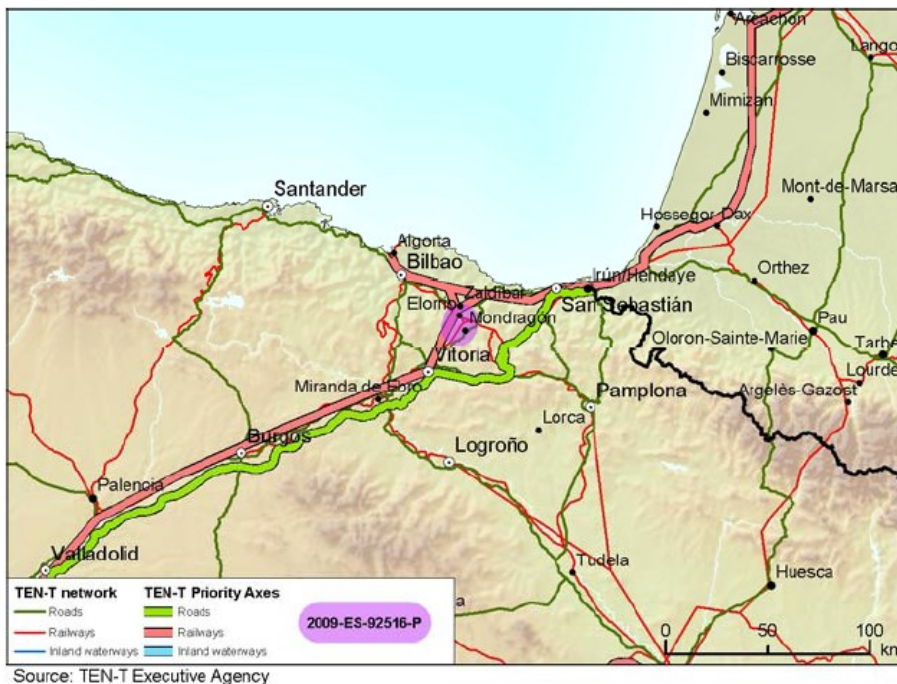 Arcachon
Lango
Biscarrosse
Mimizan
Santander
Mont-de-Marsa
Hossegor Dax
Algorta
Bilbao
Irún/Hendaye
Orthez
Zaldibar
Elorrio
San Sebastián
Mondragón
Pau
Oloron-Sainte-Marie
Tarbe
Vitoria
Lourde
Miranda de Ebro
Pamplona
Argelès-Gazost
Lorca
Burgos
Logroño
Palencia
Valladolid
Tudela
Huesca
TEN-T network
Roads
Railways
Inland waterways
TEN-T Priority Axes
Roads
Railways
Inland waterways
2009-ES-92516-P
a
0 50 100
km
Source: TEN-T Executive Agency